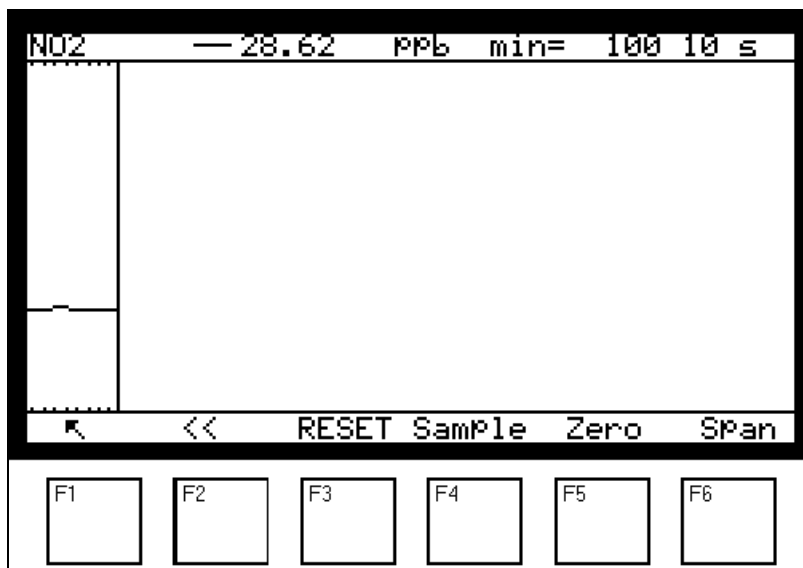 NO2 — 28.62 ppb min= 100 10 s
↖ << RESET Sample Zero Span
F1 F2 F3 F4 F5 F6